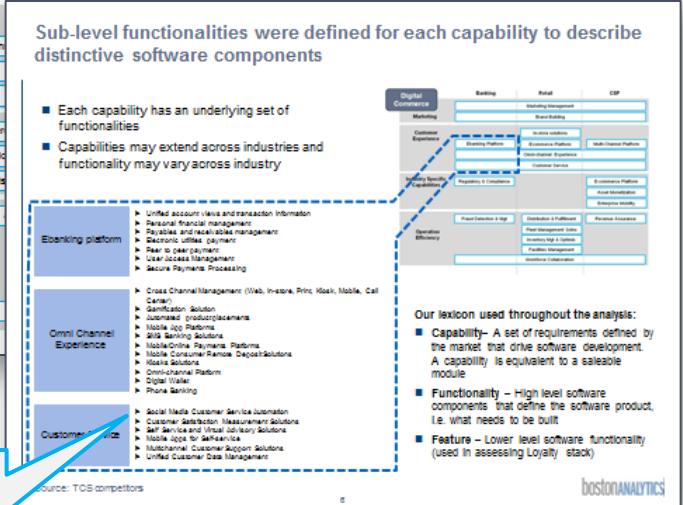 Sub-level functionalities were defined for each capability to describe
distinctive software components
Each capability has an underlying set of
functionalities
Capabilities may extend across industries and
functionality may vary across industry
Digital
Commerce
Banking
Retail
CSP
Marketing
Marketing Management
Brand Building
Customer
Experience
In-store solutions
Ebanking Platform
Ecommerce Platform
Multi-Channel Platform
Omni-channel Experience
Customer Service
Industry Specific
Capabilities
Regulatory & Compliance
Ecommerce Platform
Asset Monetization
Enterprise Mobility
Operation
Efficiency
Fraud Detection & Mgt
Distribution & Fulfillment
Revenue Assurance
Fleet Management Solns
Inventory Mgt & Optimis
Facilities Management
Workforce Collaboration
Ebanking platform
Unified account views and transaction information
Personal financial management
Payables and receivables management
Electronic utilities payment
Peer to peer payment
User Access Management
Secure Payments Processing
Omni Channel
Experience
Cross Channel Management (Web, In-store, Print, Kiosk, Mobile, Call
Center)
Gamification Solution
Automated product placements
Mobile App Platforms
SMS Banking Solutions
Mobile/Online Payments Platforms
Mobile Consumer Remote Deposit Solutions
Kiosks Solutions
Omni-channel Platform
Digital Wallet
Phone Banking
Customer Service
Social Media Customer Service Automation
Customer Satisfaction Measurement Solutions
Self Service and Virtual Advisory Solutions
Mobile Apps for Self-service
Multichannel Customer Support Solutions
Unified Customer Data Management
Our lexicon used throughout the analysis:
Capability– A set of requirements defined by
the market that drive software development.
A capability is equivalent to a saleable
module
Functionality – High level software
components that define the software product,
i.e. what needs to be built
Feature – Lower level software functionality
(used in assessing Loyalty stack)
Source: TCS competitors
6
bostonANALYTICS